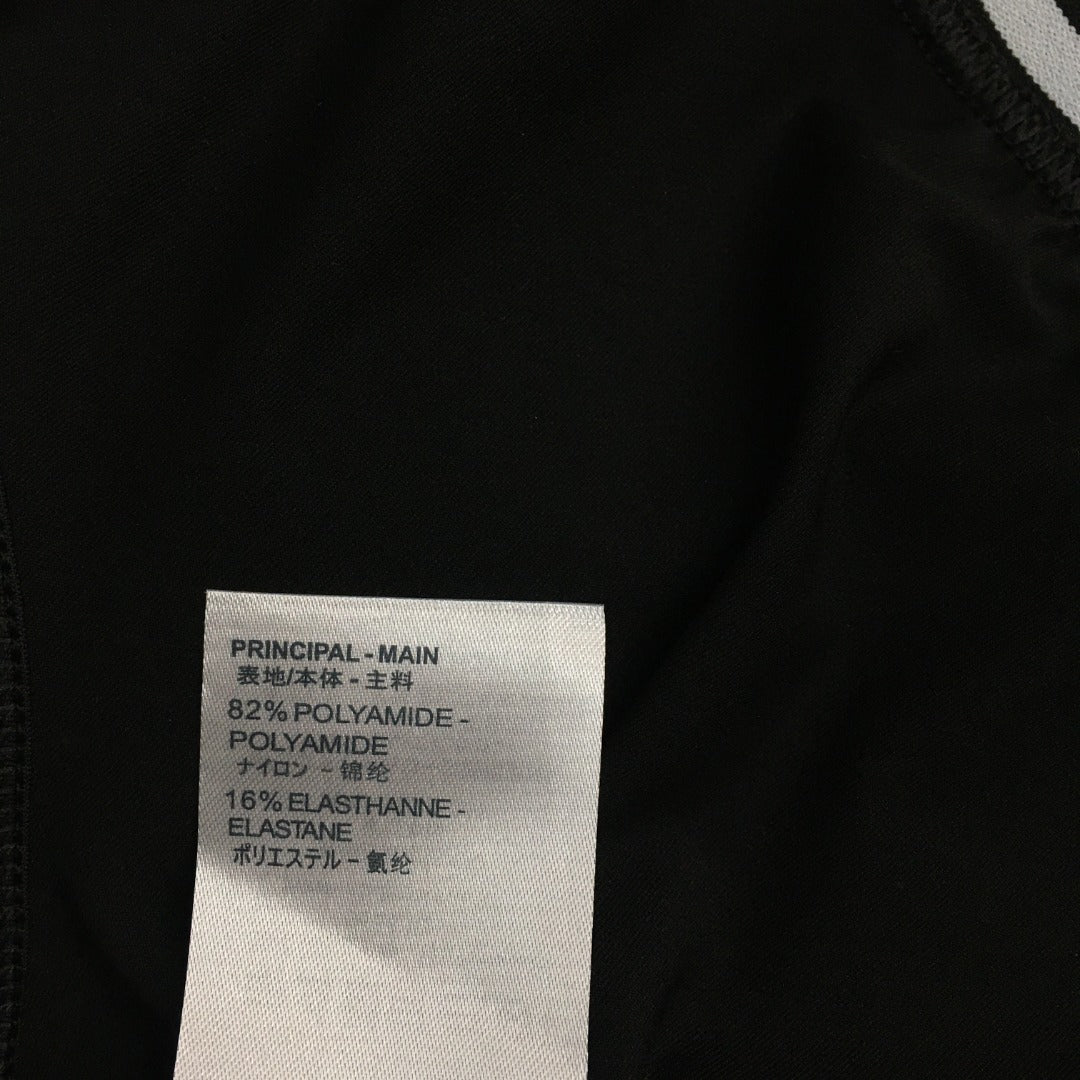 PRINCIPAL - MAIN
表地/本体 - 主料
82% POLYAMIDE -
POLYAMIDE
ナイロン - 锦纶
16% ELASTHANNE -
ELASTANE
ポリエステル - 氨纶